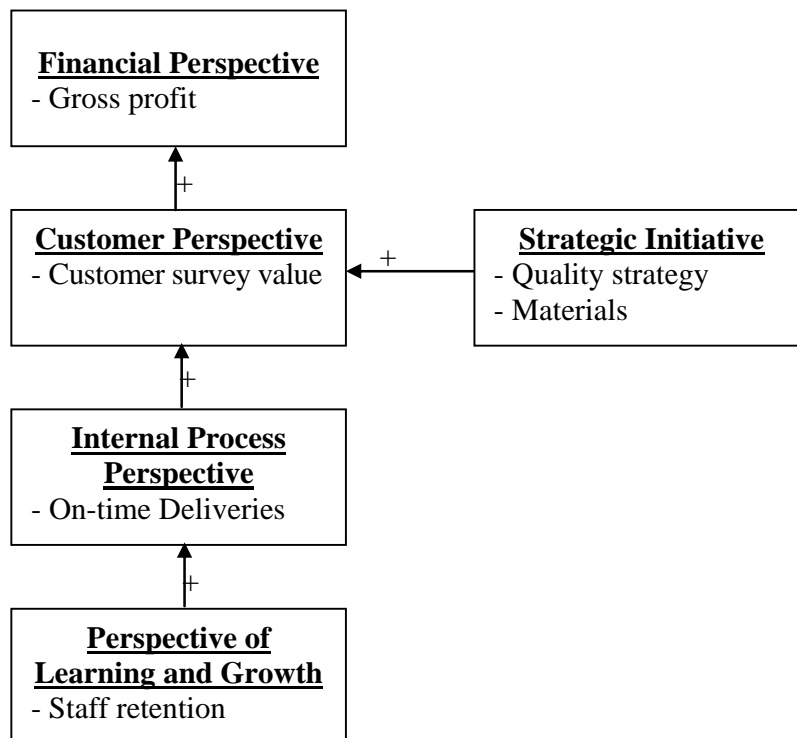 Financial Perspective
- Gross profit
+
Customer Perspective
- Customer survey value
+
Strategic Initiative
- Quality strategy
- Materials
+
Internal Process
Perspective
- On-time Deliveries
+
Perspective of
Learning and Growth
- Staff retention